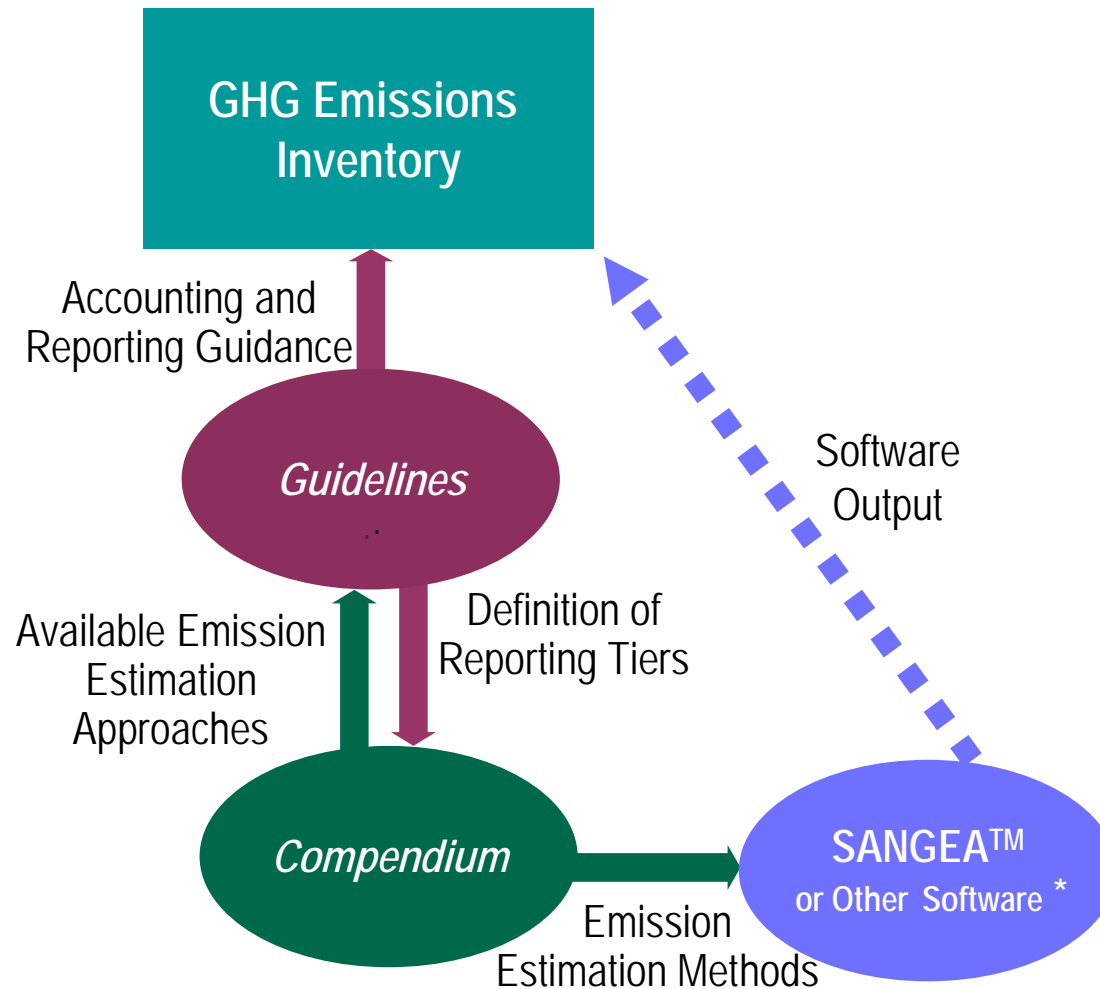 GHG Emissions
Inventory
Accounting and
Reporting Guidance
Guidelines
Software
Output
Available Emission
Estimation
Approaches
Definition of
Reporting Tiers
Compendium
SANGEA™
or Other Software *
Emission
Estimation Methods